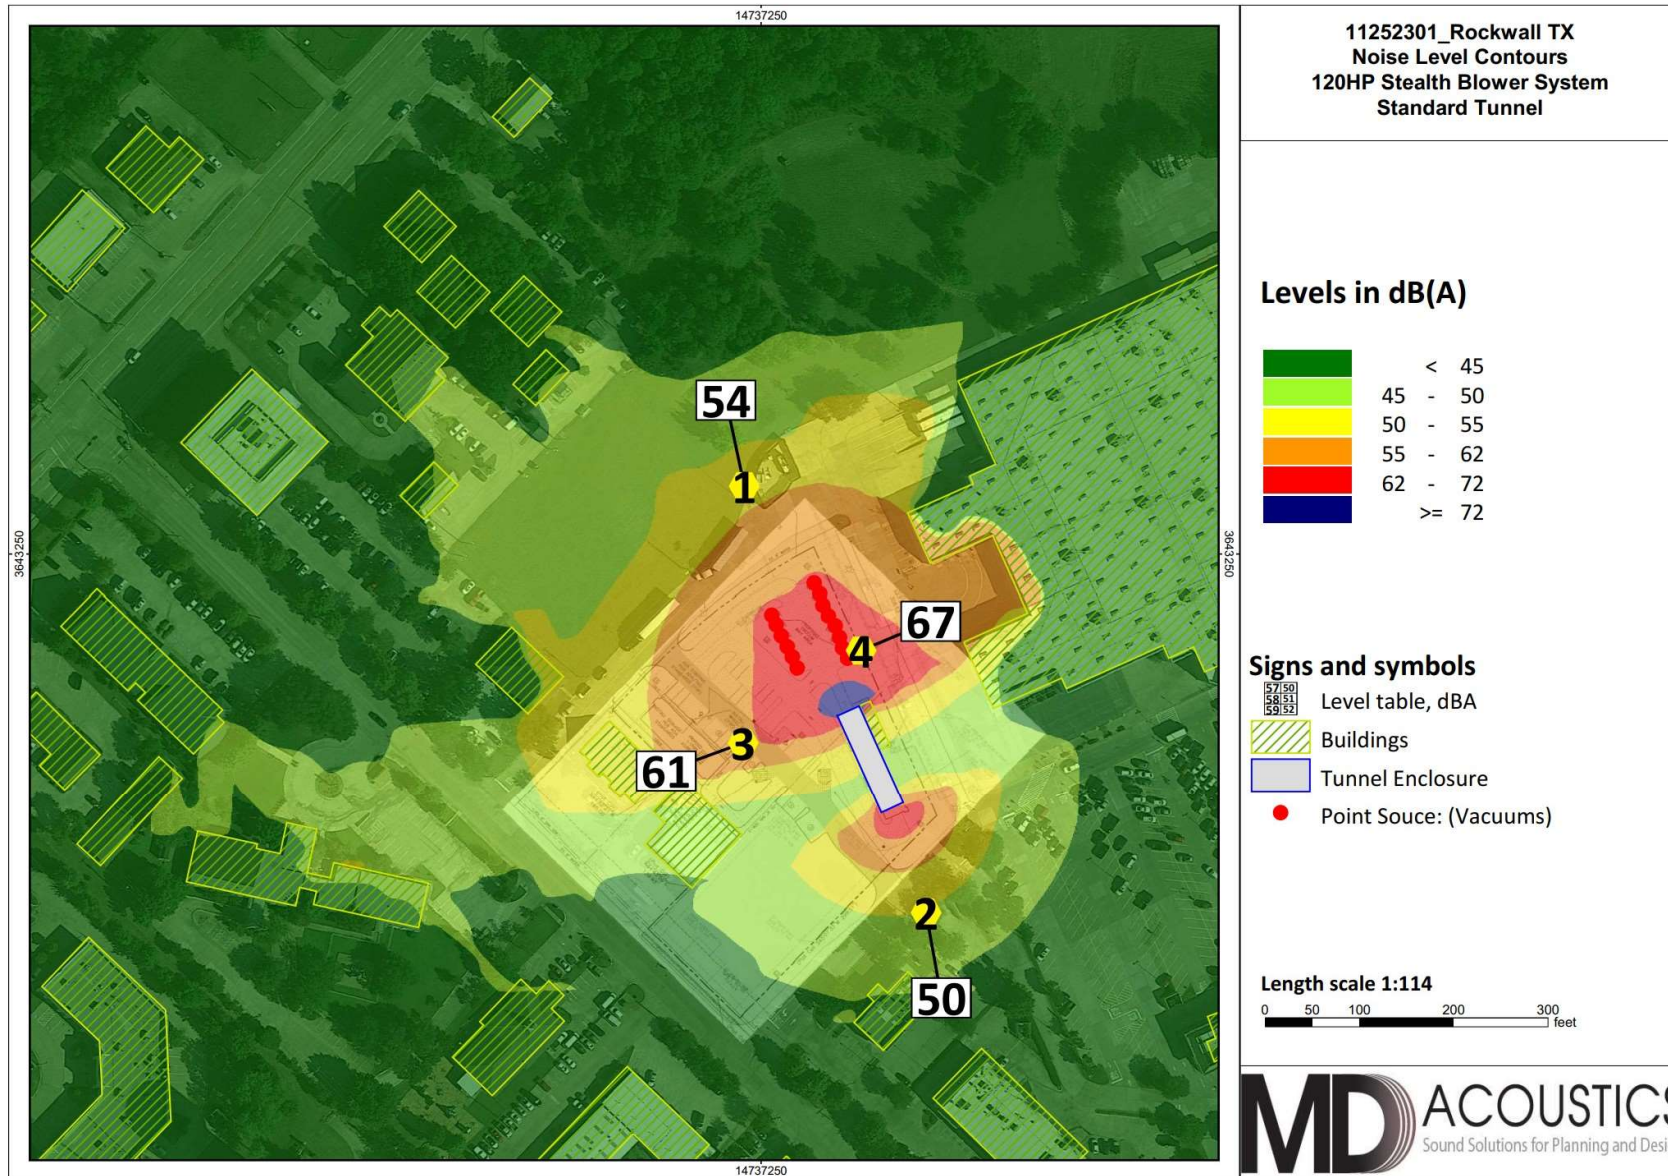 14737250
11252301_Rockwall TX
Noise Level Contours
120HP Stealth Blower System
Standard Tunnel
Levels in dB(A)
< 45
45 - 50
50 - 55
55 - 62
62 - 72
>= 72
54
1
3643250
3643250
67
4
3
61
2
50
Signs and symbols
57 50
58 51
59 52
Level table, dBA
Buildings
Tunnel Enclosure
Point Souce: (Vacuums)
Length scale 1:114
0 50 100 200 300
feet
MD ACOUSTICS
Sound Solutions for Planning and Desi
14737250